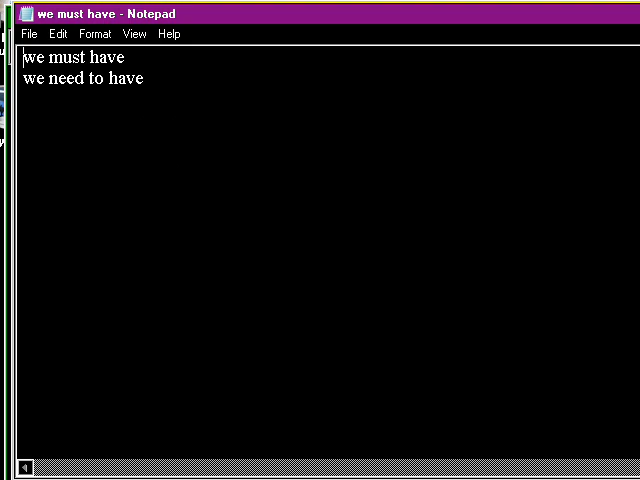 we must have - Notepad
File Edit Format View Help
we must have
we need to have